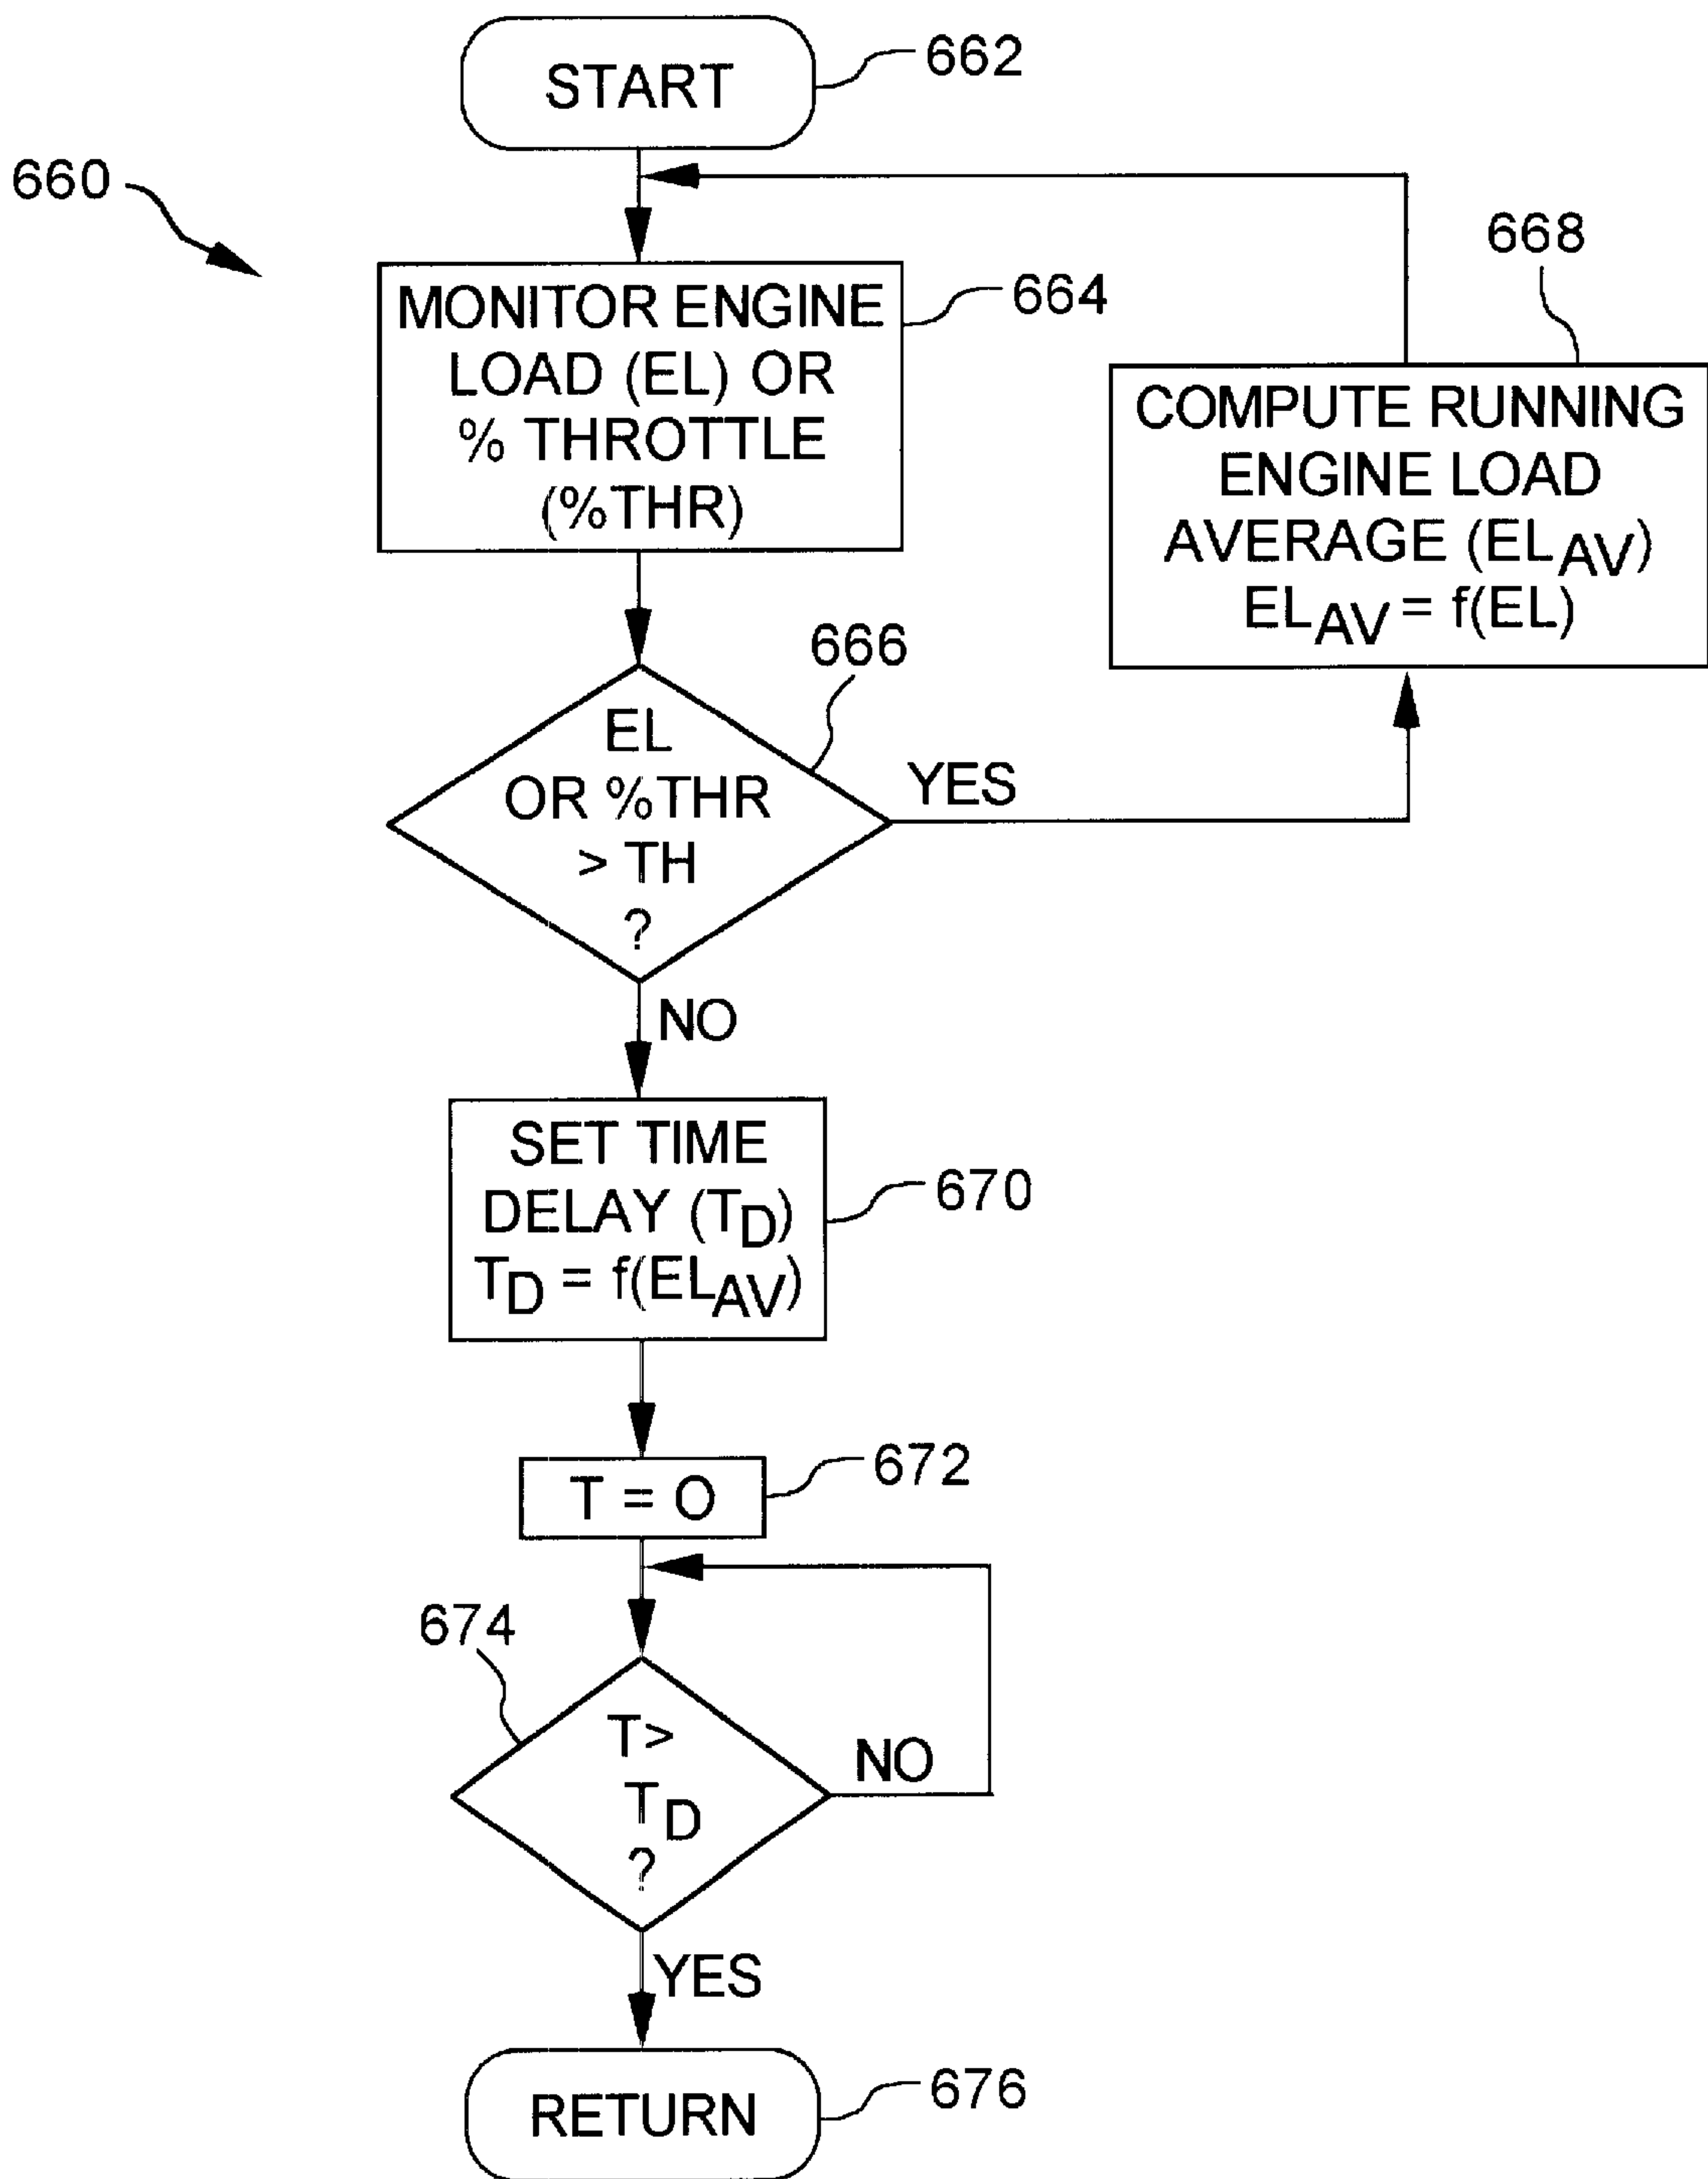 START
662
660
MONITOR ENGINE
LOAD (EL) OR
% THROTTLE
(%THR)
664
668
COMPUTE RUNNING
ENGINE LOAD
AVERAGE (ELAV)
ELAV = f(EL)
666
EL
OR %THR
> TH
?
YES
NO
SET TIME
DELAY (TD)
TD = f(ELAV)
670
T = O
672
674
T>
TD
?
NO
YES
RETURN
676